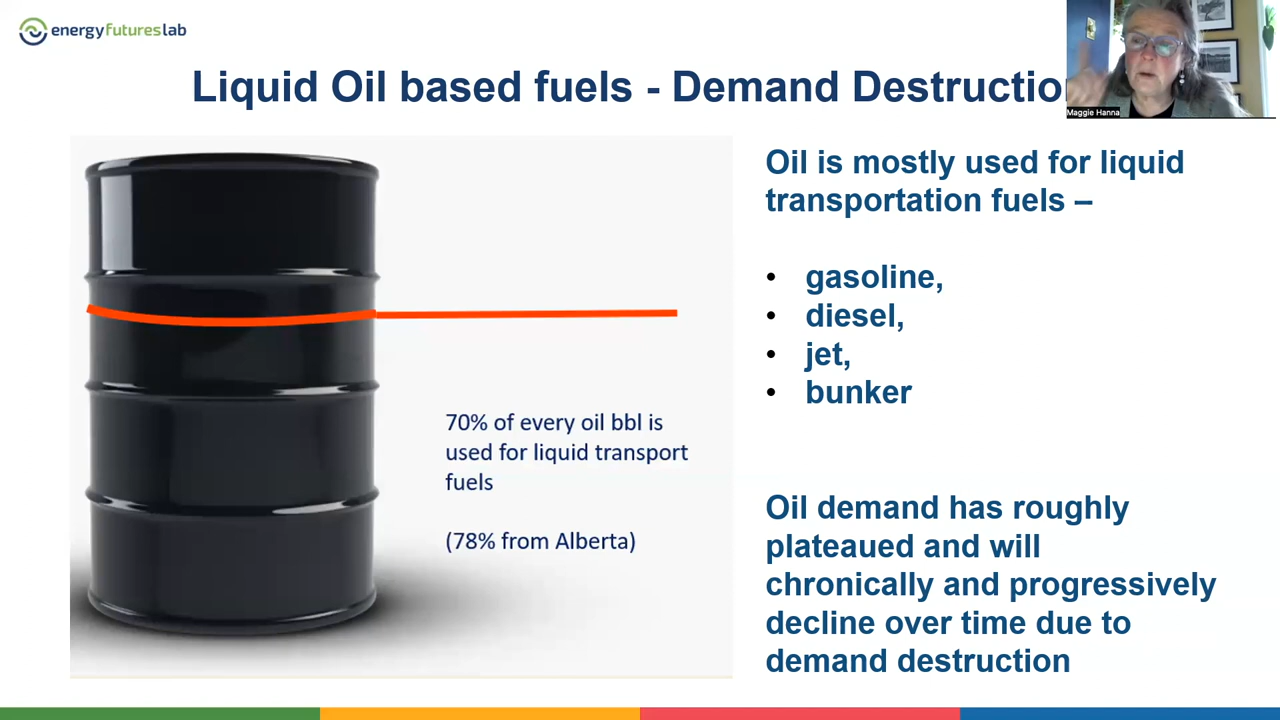 energyfutureslab
Liquid Oil based fuels - Demand Destructio
Maggie Hanna
Oil is mostly used for liquid
transportation fuels –
• gasoline,
• diesel,
• jet,
• bunker
70% of every oil bbl is
used for liquid transport
fuels
(78% from Alberta)
Oil demand has roughly
plateaued and will
chronically and progressively
decline over time due to
demand destruction